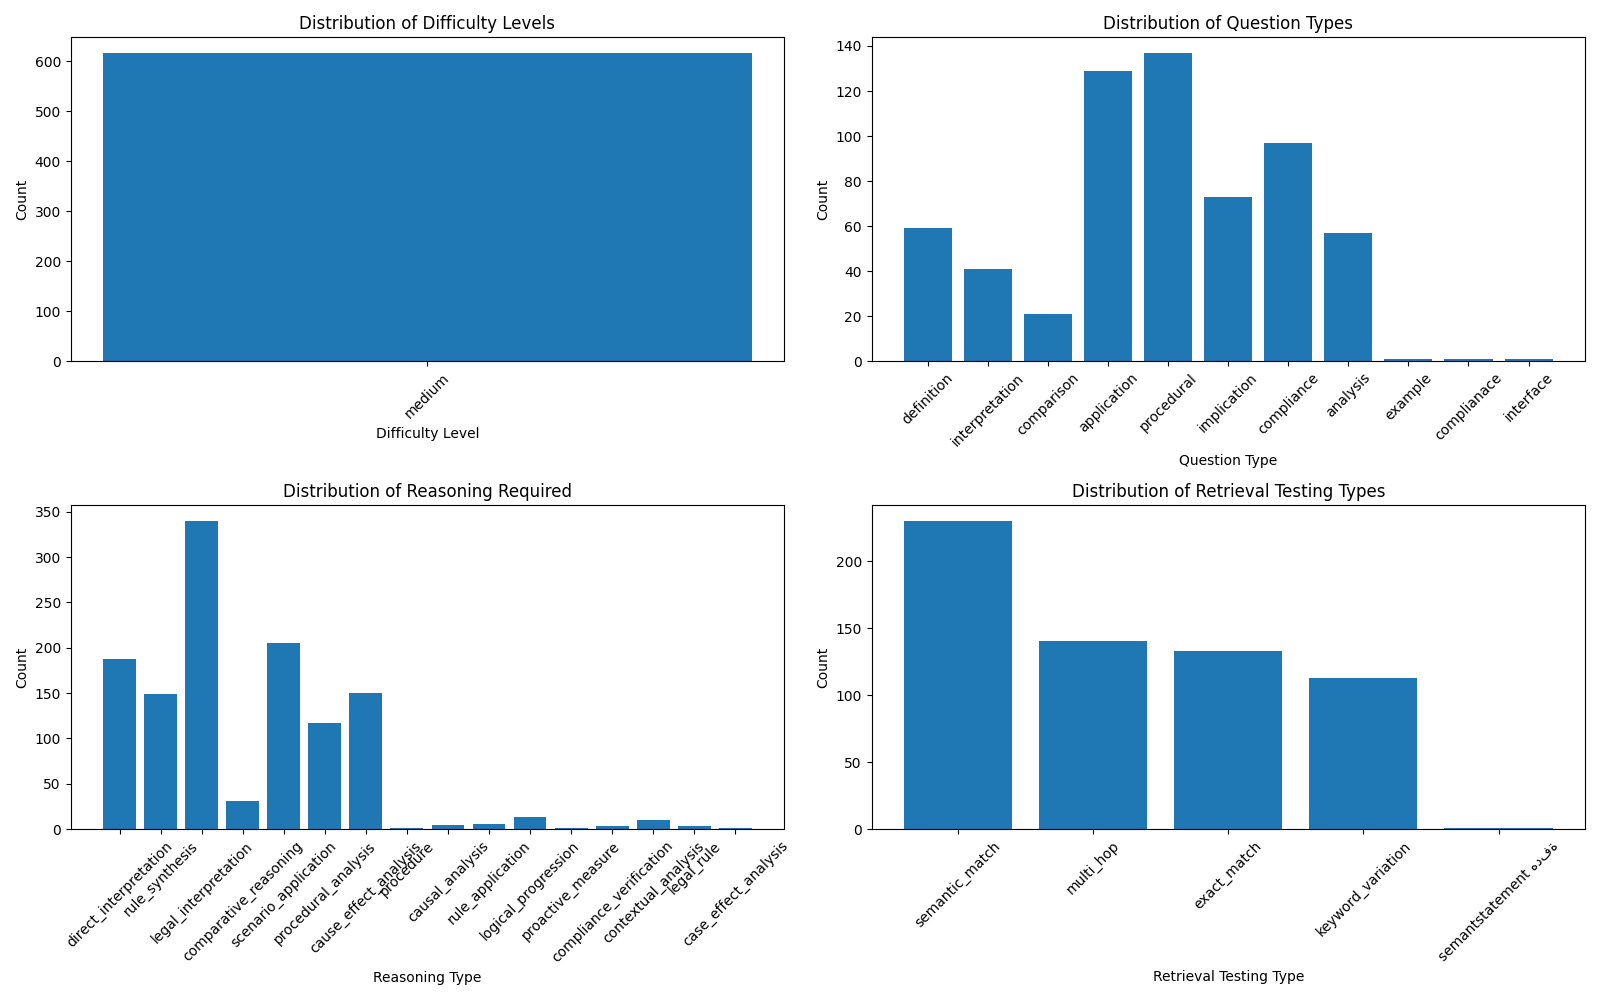 Distribution of Difficulty Levels
Count
600
500
400
300
200
100
0
medium
Difficulty Level
Distribution of Question Types
Count
140
120
100
80
60
40
20
0
definition
interpretation
comparison
application
procedural
implication
compliance
analysis
example
complianace
interface
Question Type
Distribution of Reasoning Required
Count
350
300
250
200
150
100
50
0
direct_interpretation
rule_synthesis
legal_interpretation
comparative_reasoning
scenario_application
procedural_analysis
cause_effect_analysis
procedure
causal_analysis
rule_application
logical_progression
proactive_measure
compliance_verification
contextual_analysis
legal_rule
case_effect_analysis
Reasoning Type
Distribution of Retrieval Testing Types
Count
200
150
100
50
0
semantic_match
multi_hop
exact_match
keyword_variation
semantstatement
Retrieval Testing Type